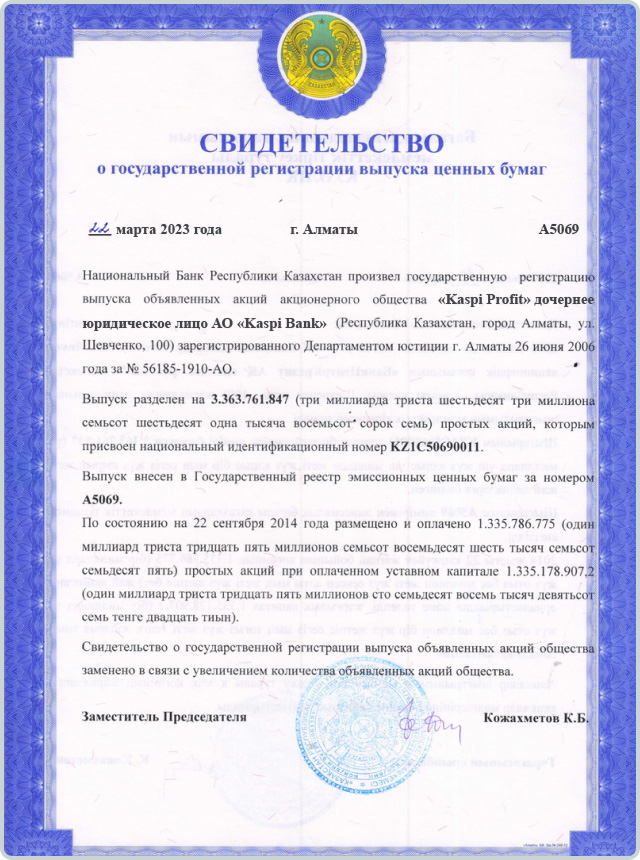 СВИДЕТЕЛЬСТВО
о государственной регистрации выпуска ценных бумаг
22 марта 2023 года г. Алматы А5069
Национальный Банк Республики Казахстан произвел государственную регистрацию
выпуска объявленных акций акционерного общества «Kaspi Profit» дочернее
юридическое лицо АО «Kaspi Bank» (Республика Казахстан, город Алматы, ул.
Шевченко, 100) зарегистрированного Департаментом юстиции г. Алматы 26 июня 2006
года за № 56185-1910-АО.
Выпуск разделен на 3.363.761.847 (три миллиарда триста шестьдесят три миллиона
семьсот шестьдесят одна тысяча восемьсот сорок семь) простых акций, которым
присвоен национальный идентификационный номер KZ1C50690011.
Выпуск внесен в Государственный реестр эмиссионных ценных бумаг за номером
А5069.
По состоянию на 22 сентября 2014 года размещено и оплачено 1.335.786.775 (один
миллиард триста тридцать пять миллионов семьсот восемьдесят шесть тысяч семьсот
семьдесят пять) простых акций при оплаченном уставном капитале 1.335.178.907,2
(один миллиард триста тридцать пять миллионов сто семьдесят восемь тысяч девятьсот
семь тенге двадцать тиын).
Свидетельство о государственной регистрации выпуска объявленных акций общества
заменено в связи с увеличением количества объявленных акций общества.
Заместитель Председателя Кожахметов К.Б.